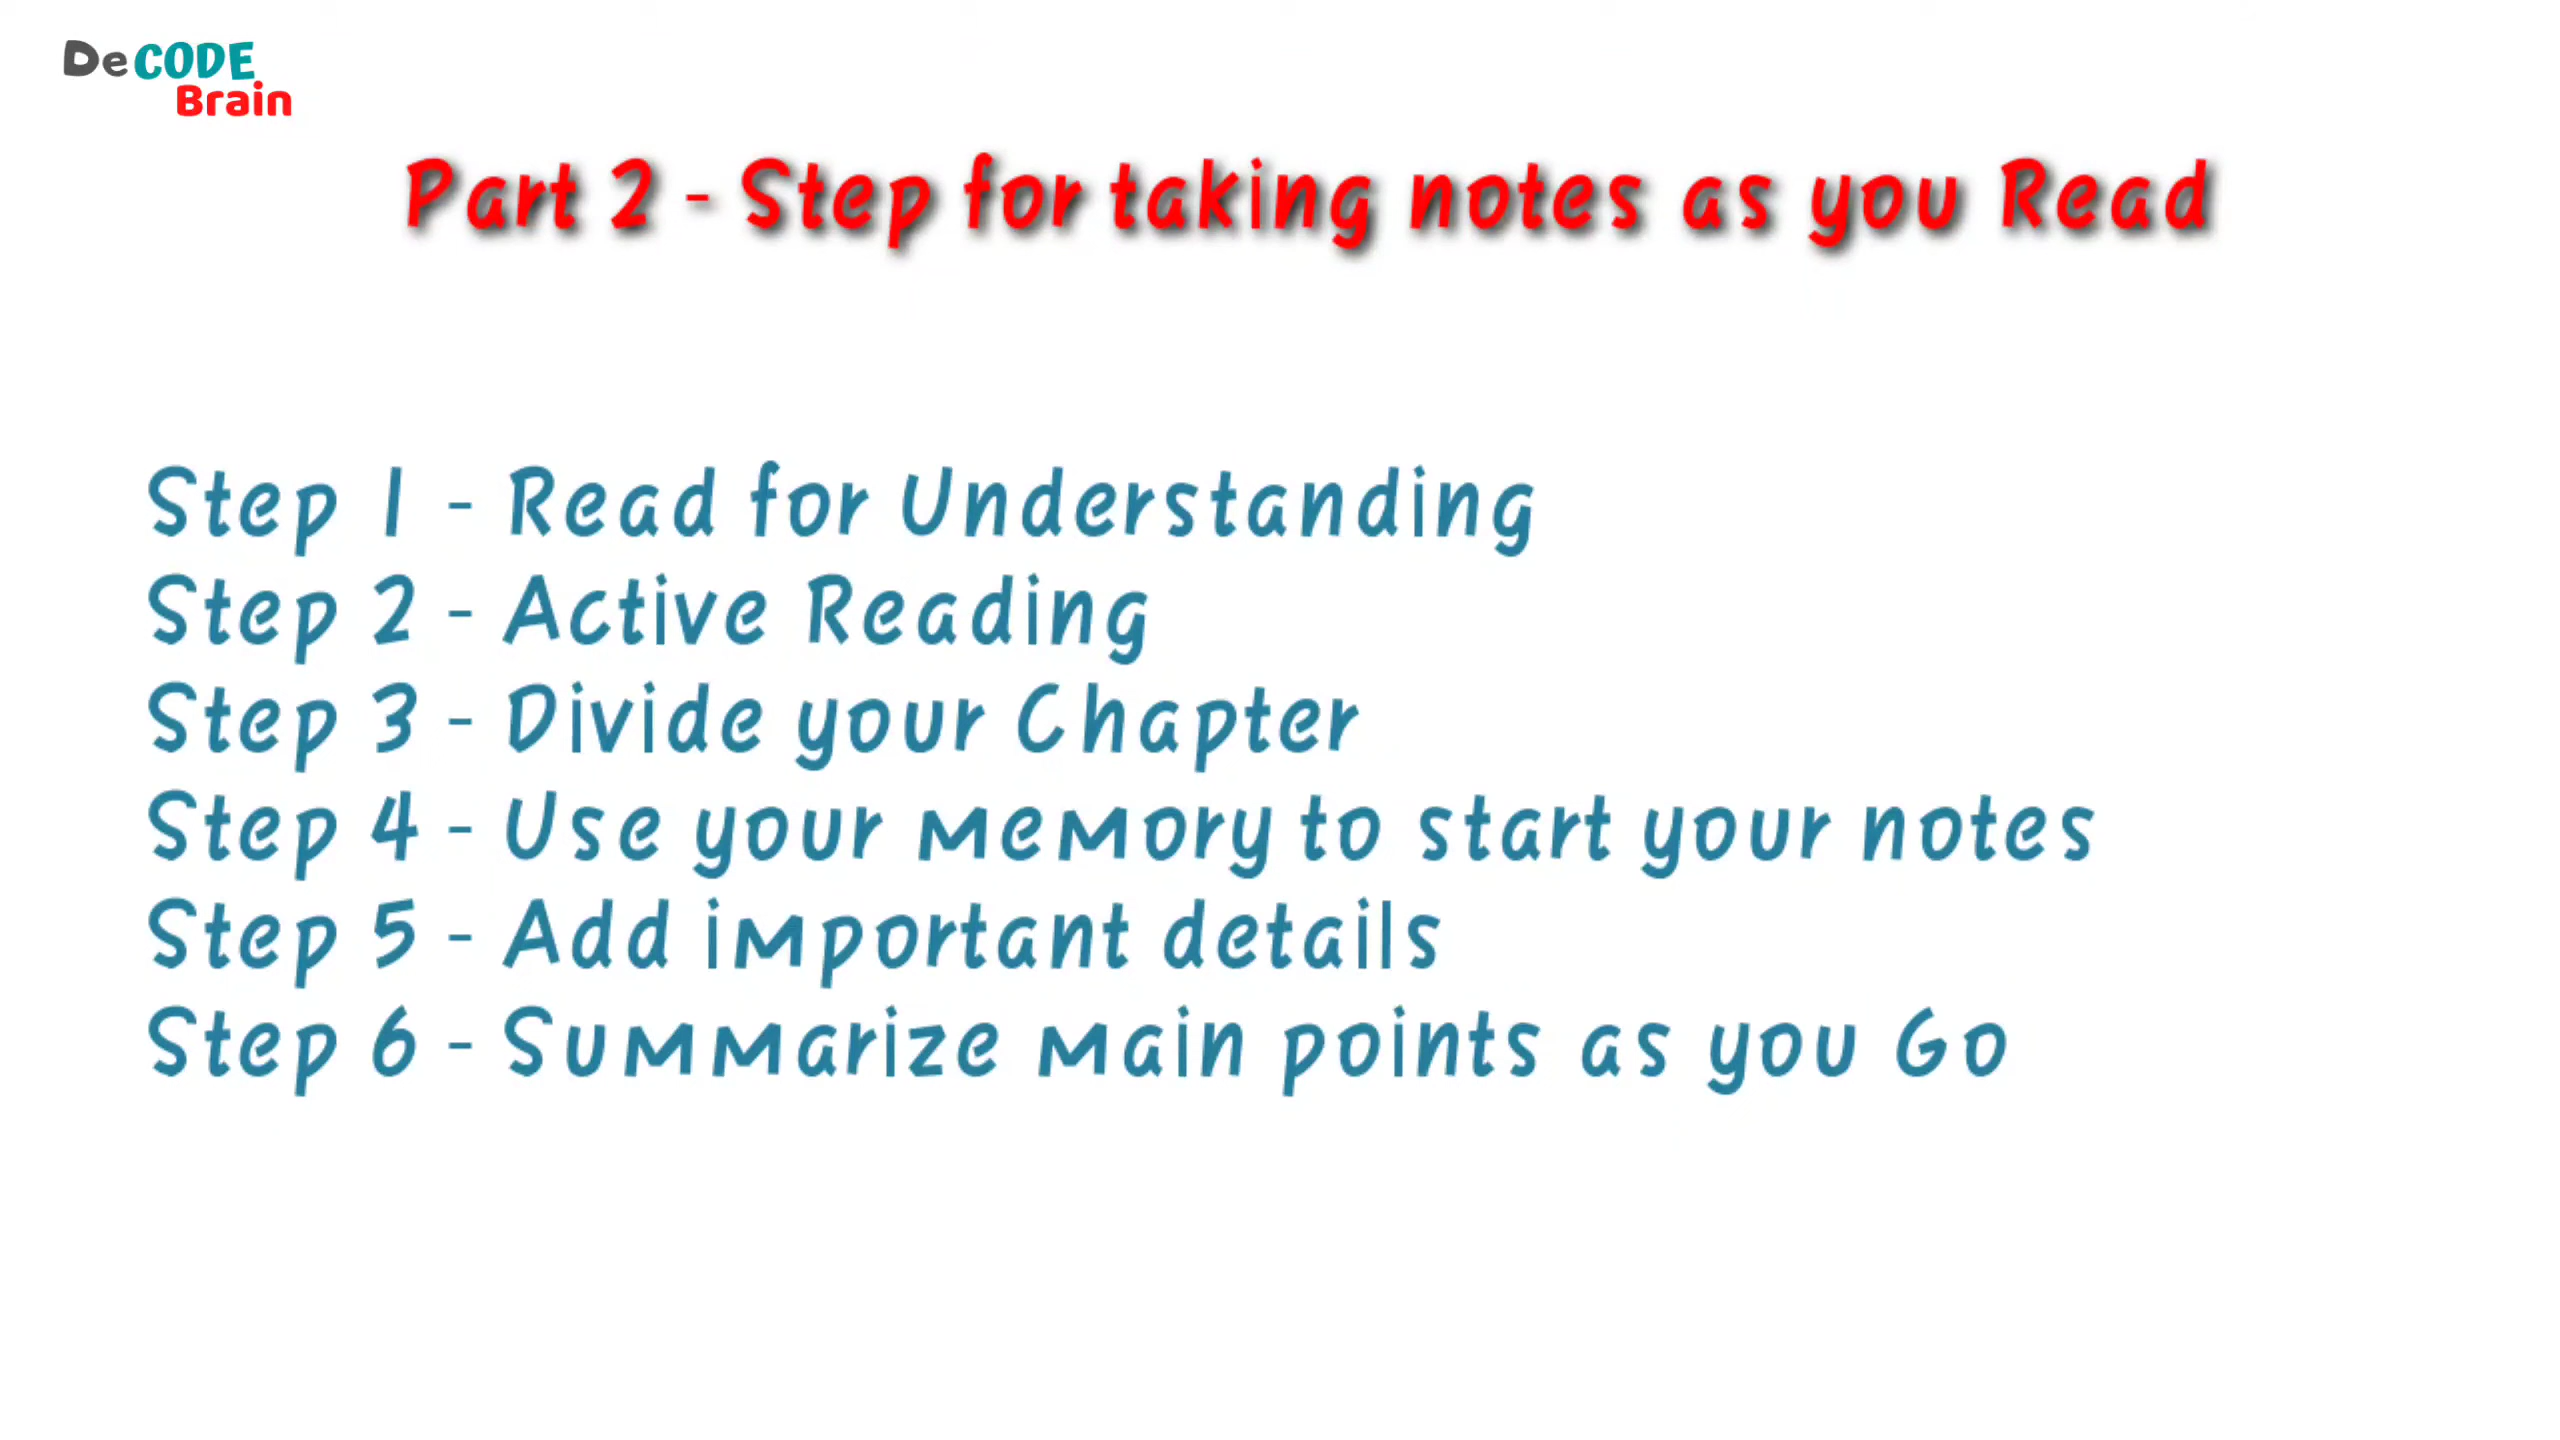 DeCODE
Brain
Part 2 - Step for taking notes as you Read
Step 1 - Read for Understanding
Step 2 - Active Reading
Step 3 - Divide your Chapter
Step 4 - Use your memory to start your notes
Step 5 - Add important details
Step 6 - Summarize main points as you Go